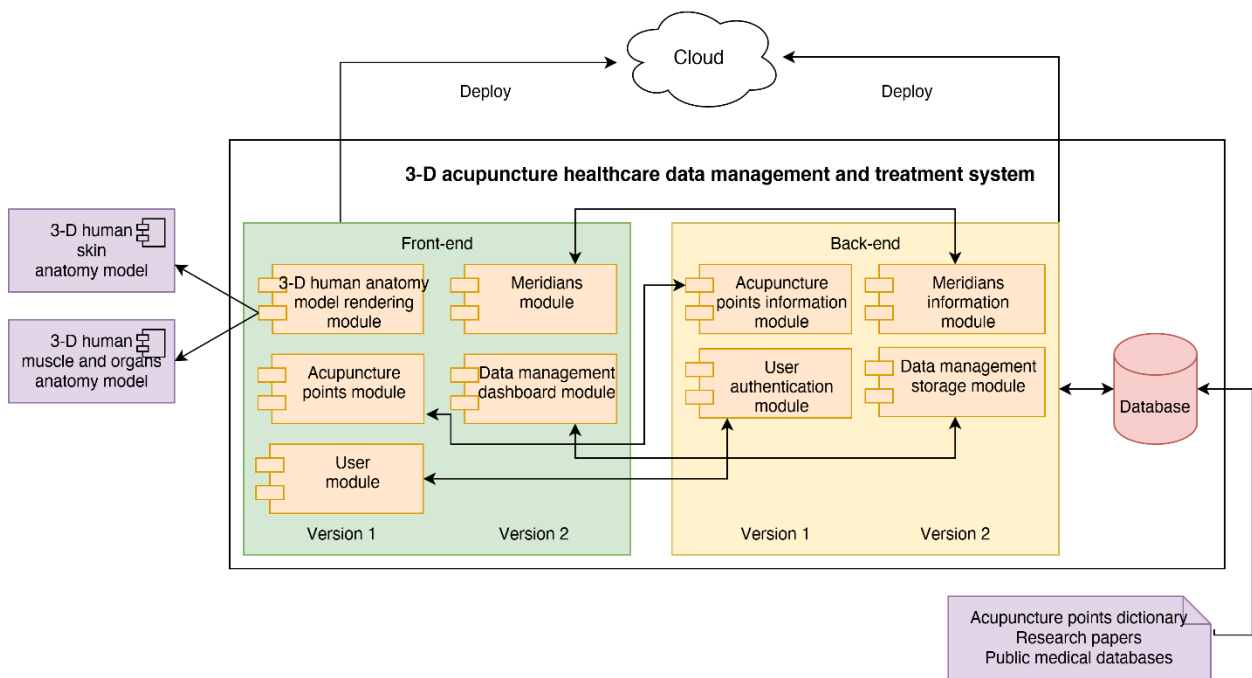 Cloud
Deploy
Deploy
3-D acupuncture healthcare data management and treatment system
3-D human
skin
anatomy model
3-D human
muscle and organs
anatomy model
Front-end
3-D human anatomy
model rendering
module
Meridians
module
Acupuncture
points module
Data management
dashboard module
User
module
Version 1
Version 2
Back-end
Acupuncture
points information
module
Meridians
information
module
User
authentication
module
Data management
storage module
Version 1
Version 2
Database
Acupuncture points dictionary
Research papers
Public medical databases